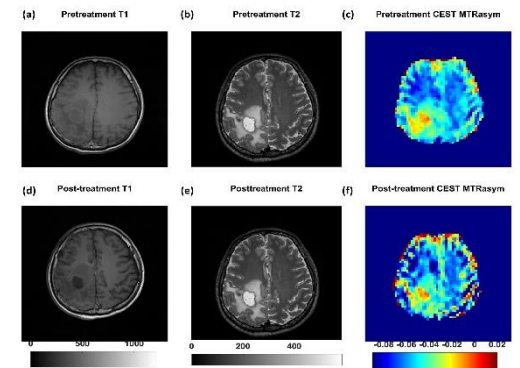 (a) Pretreatment T1 (b) Pretreatment T2 (c) Pretreatment CEST MTRasym
(d) Post-treatment T1 (e) Posttreatment T2 (f) Post-treatment CEST MTRasym
0 500 1000 0 200 400 -0.08 -0.06 -0.04 -0.02 0 0.02